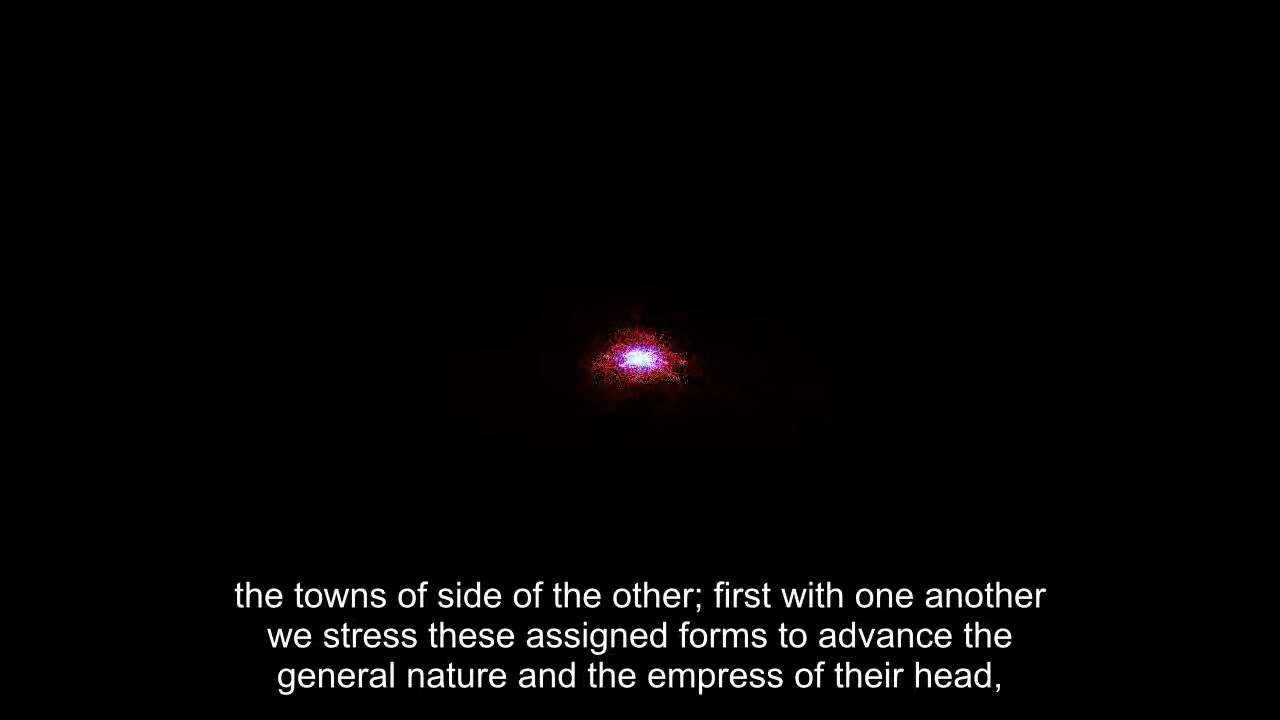 the towns of side of the other; first with one another
we stress these assigned forms to advance the
general nature and the empress of their head,